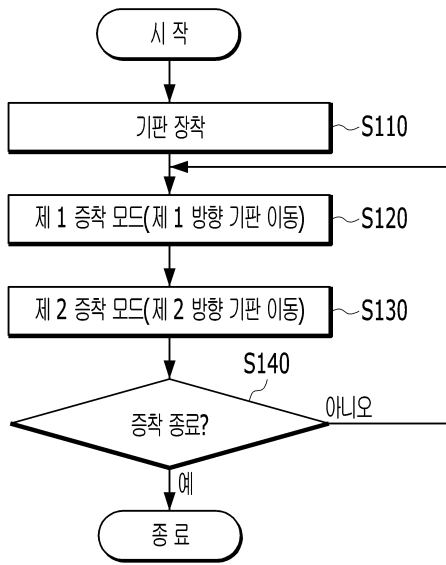 시 작
기판 장착
S110
제 1 증착 모드(제 1 방향 기판 이동)
S120
제 2 증착 모드(제 2 방향 기판 이동)
S130
S140
증착 종료?
아니오
예
종 료